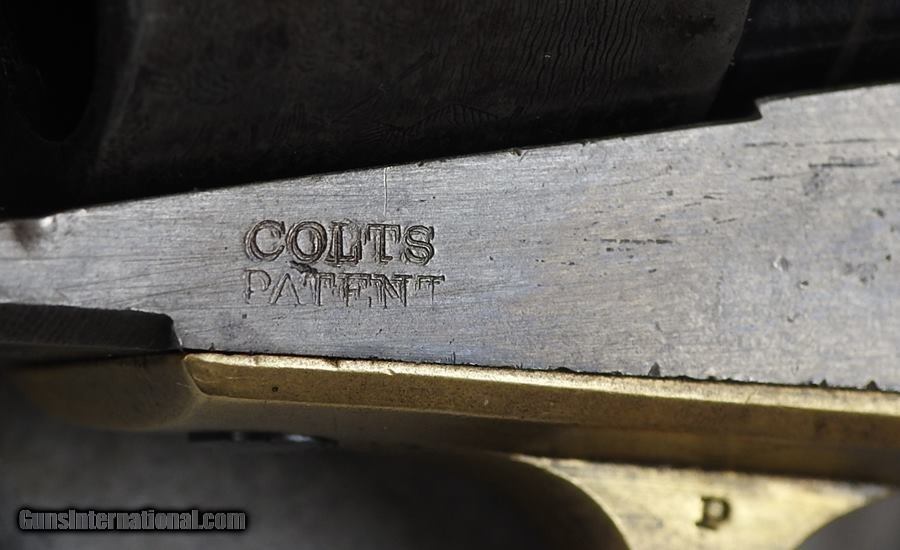 COLTS
PATENT
P
GunsInternational.com